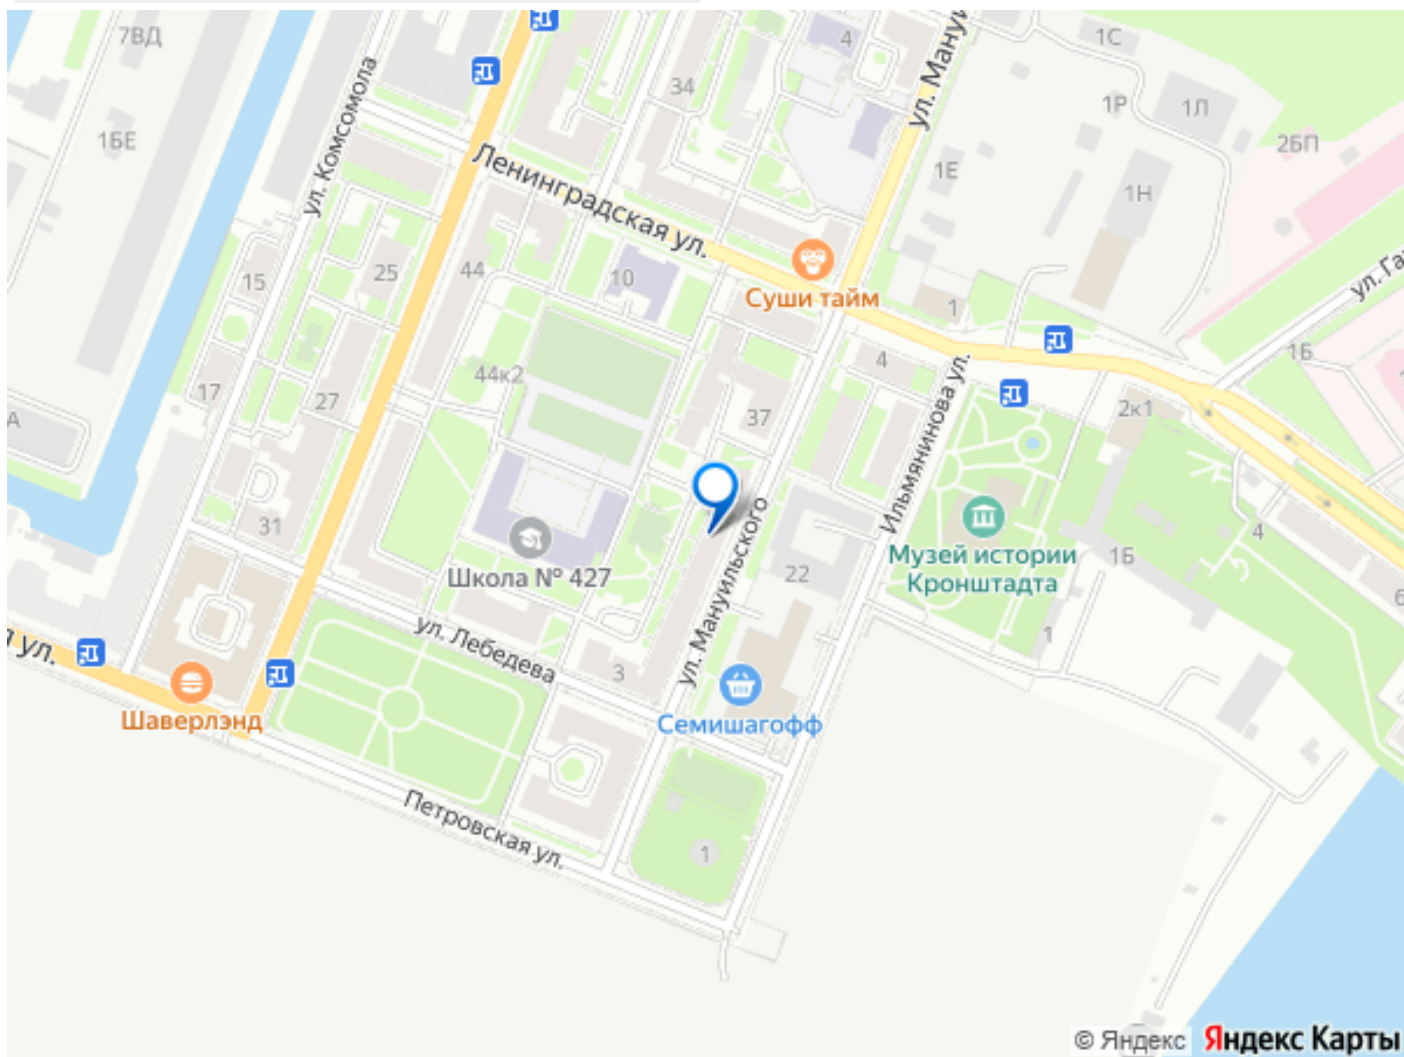 7ВД
1БЕ
ул. Комсомола
34
4
ул. Мануи
1С
1Р
1Л
2БП
1Е
1Н
Ленинградская ул.
15
25
44
10
Суши тайм
1
ул. Га
1Б
17
27
44к2
37
4
Ильмянинова ул.
2к1
А
31
Школа № 427
ул. Мануильского
22
Музей истории
Кронштадта
1Б
4
6
1
я ул.
ул. Лебедева
3
Шаверлэнд
Семишагофф
Петровская ул.
1
© Яндекс Яндекс Карты